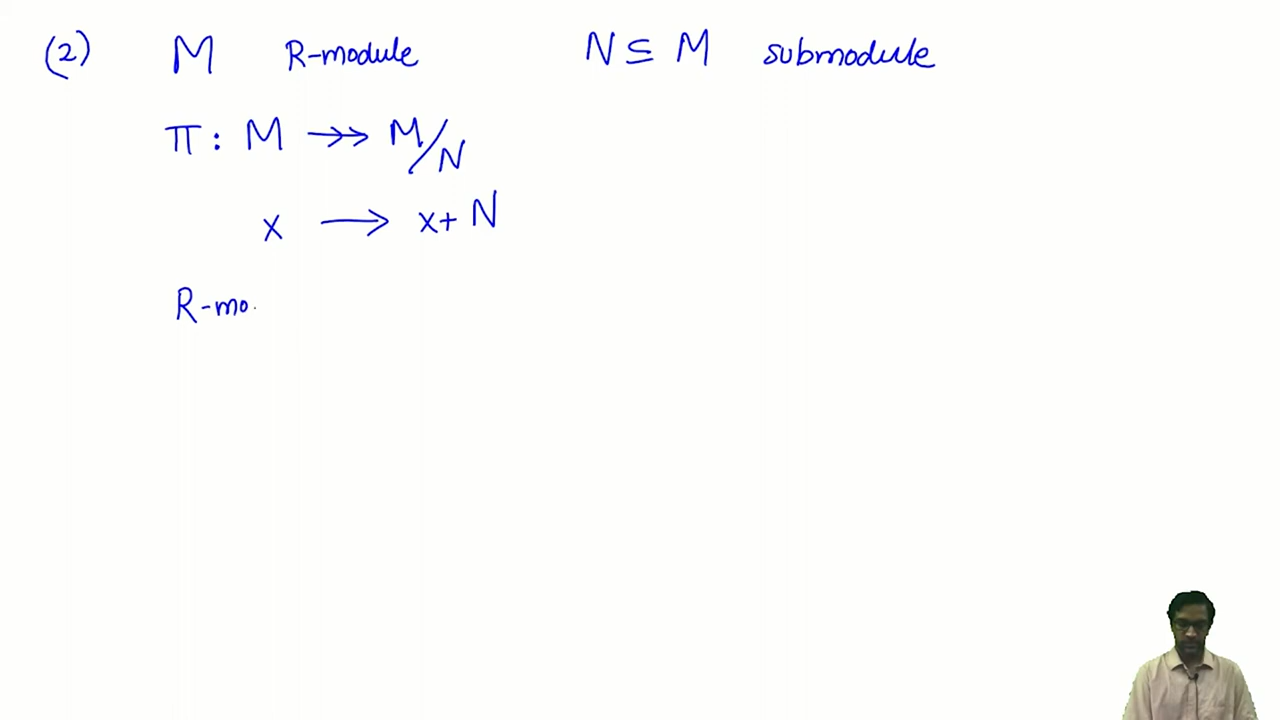 (2) M R-module N ⊆ M submodule
π : M ↠ M/N
x ⟶ x + N
R-mo